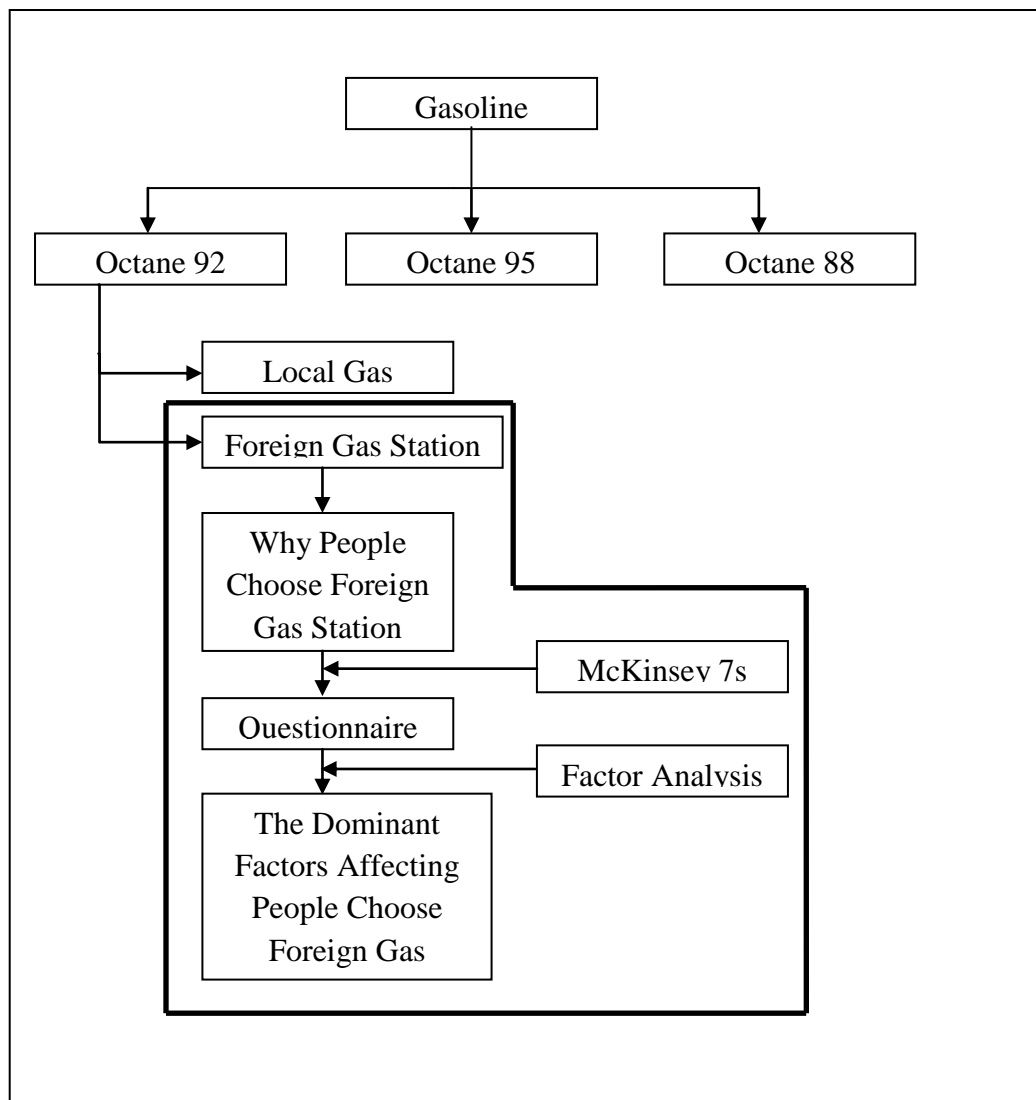 Gasoline
Octane 92
Octane 95
Octane 88
Local Gas
Foreign Gas Station
Why People
Choose Foreign
Gas Station
McKinsey 7s
Questionnaire
Factor Analysis
The Dominant
Factors Affecting
People Choose
Foreign Gas